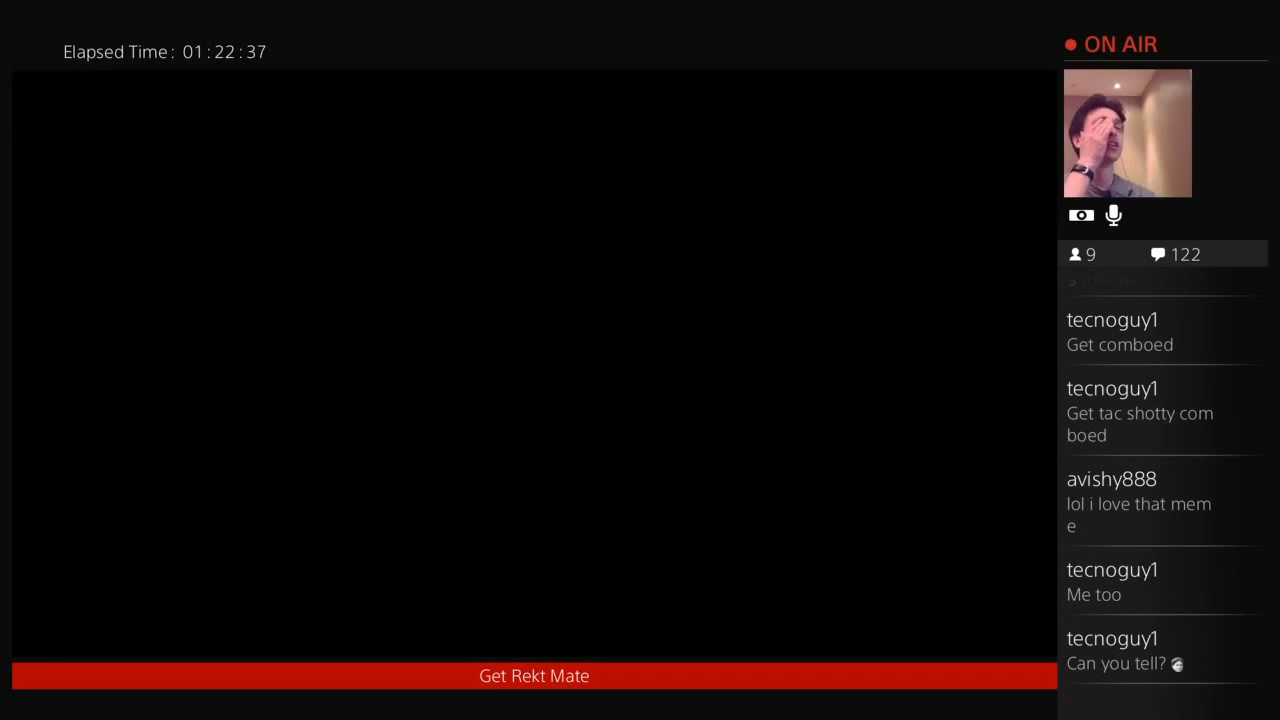 Elapsed Time: 01:22:37
ON AIR
9
122
tecnoguy1
Get comboed
tecnoguy1
Get tac shotty com
boed
avishy888
lol i love that mem
e
tecnoguy1
Me too
tecnoguy1
Can you tell?
Get Rekt Mate